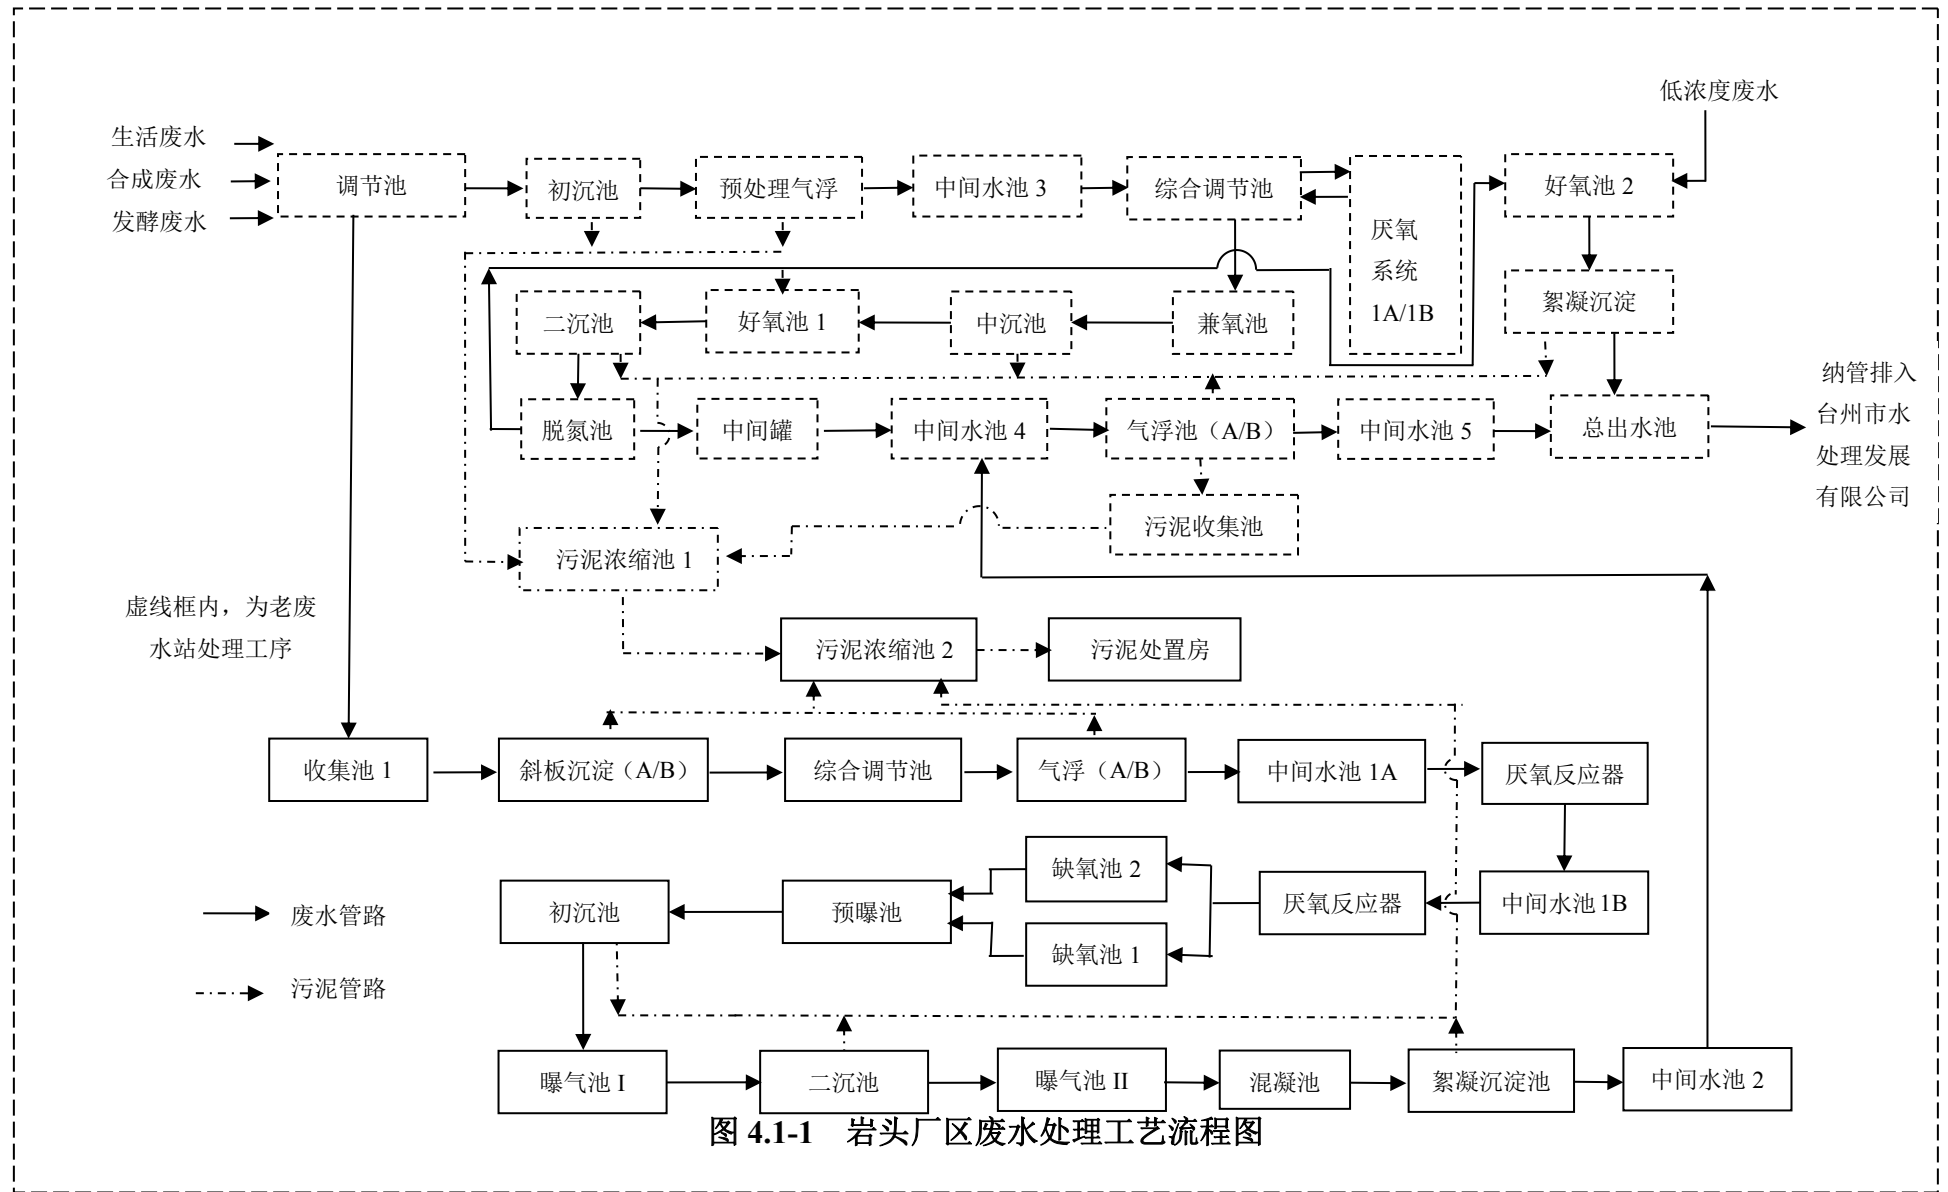 低浓度废水
生活废水
合成废水
发酵废水
调节池
初沉池
预处理气浮
中间水池 3
综合调节池
厌氧
系统
1A/1B
好氧池 2
二沉池
好氧池 1
中沉池
兼氧池
絮凝沉淀
脱氮池
中间罐
中间水池 4
气浮池（A/B）
中间水池 5
总出水池
纳管排入
台州市水
处理发展
有限公司
污泥浓缩池 1
污泥收集池
虚线框内，为老废
水站处理工序
污泥浓缩池 2
污泥处置房
收集池 1
斜板沉淀（A/B）
综合调节池
气浮（A/B）
中间水池 1A
厌氧反应器
初沉池
预曝池
缺氧池 2
缺氧池 1
厌氧反应器
中间水池 1B
废水管路
污泥管路
曝气池 I
二沉池
曝气池 II
混凝池
絮凝沉淀池
中间水池 2
图 4.1-1 岩头厂区废水处理工艺流程图